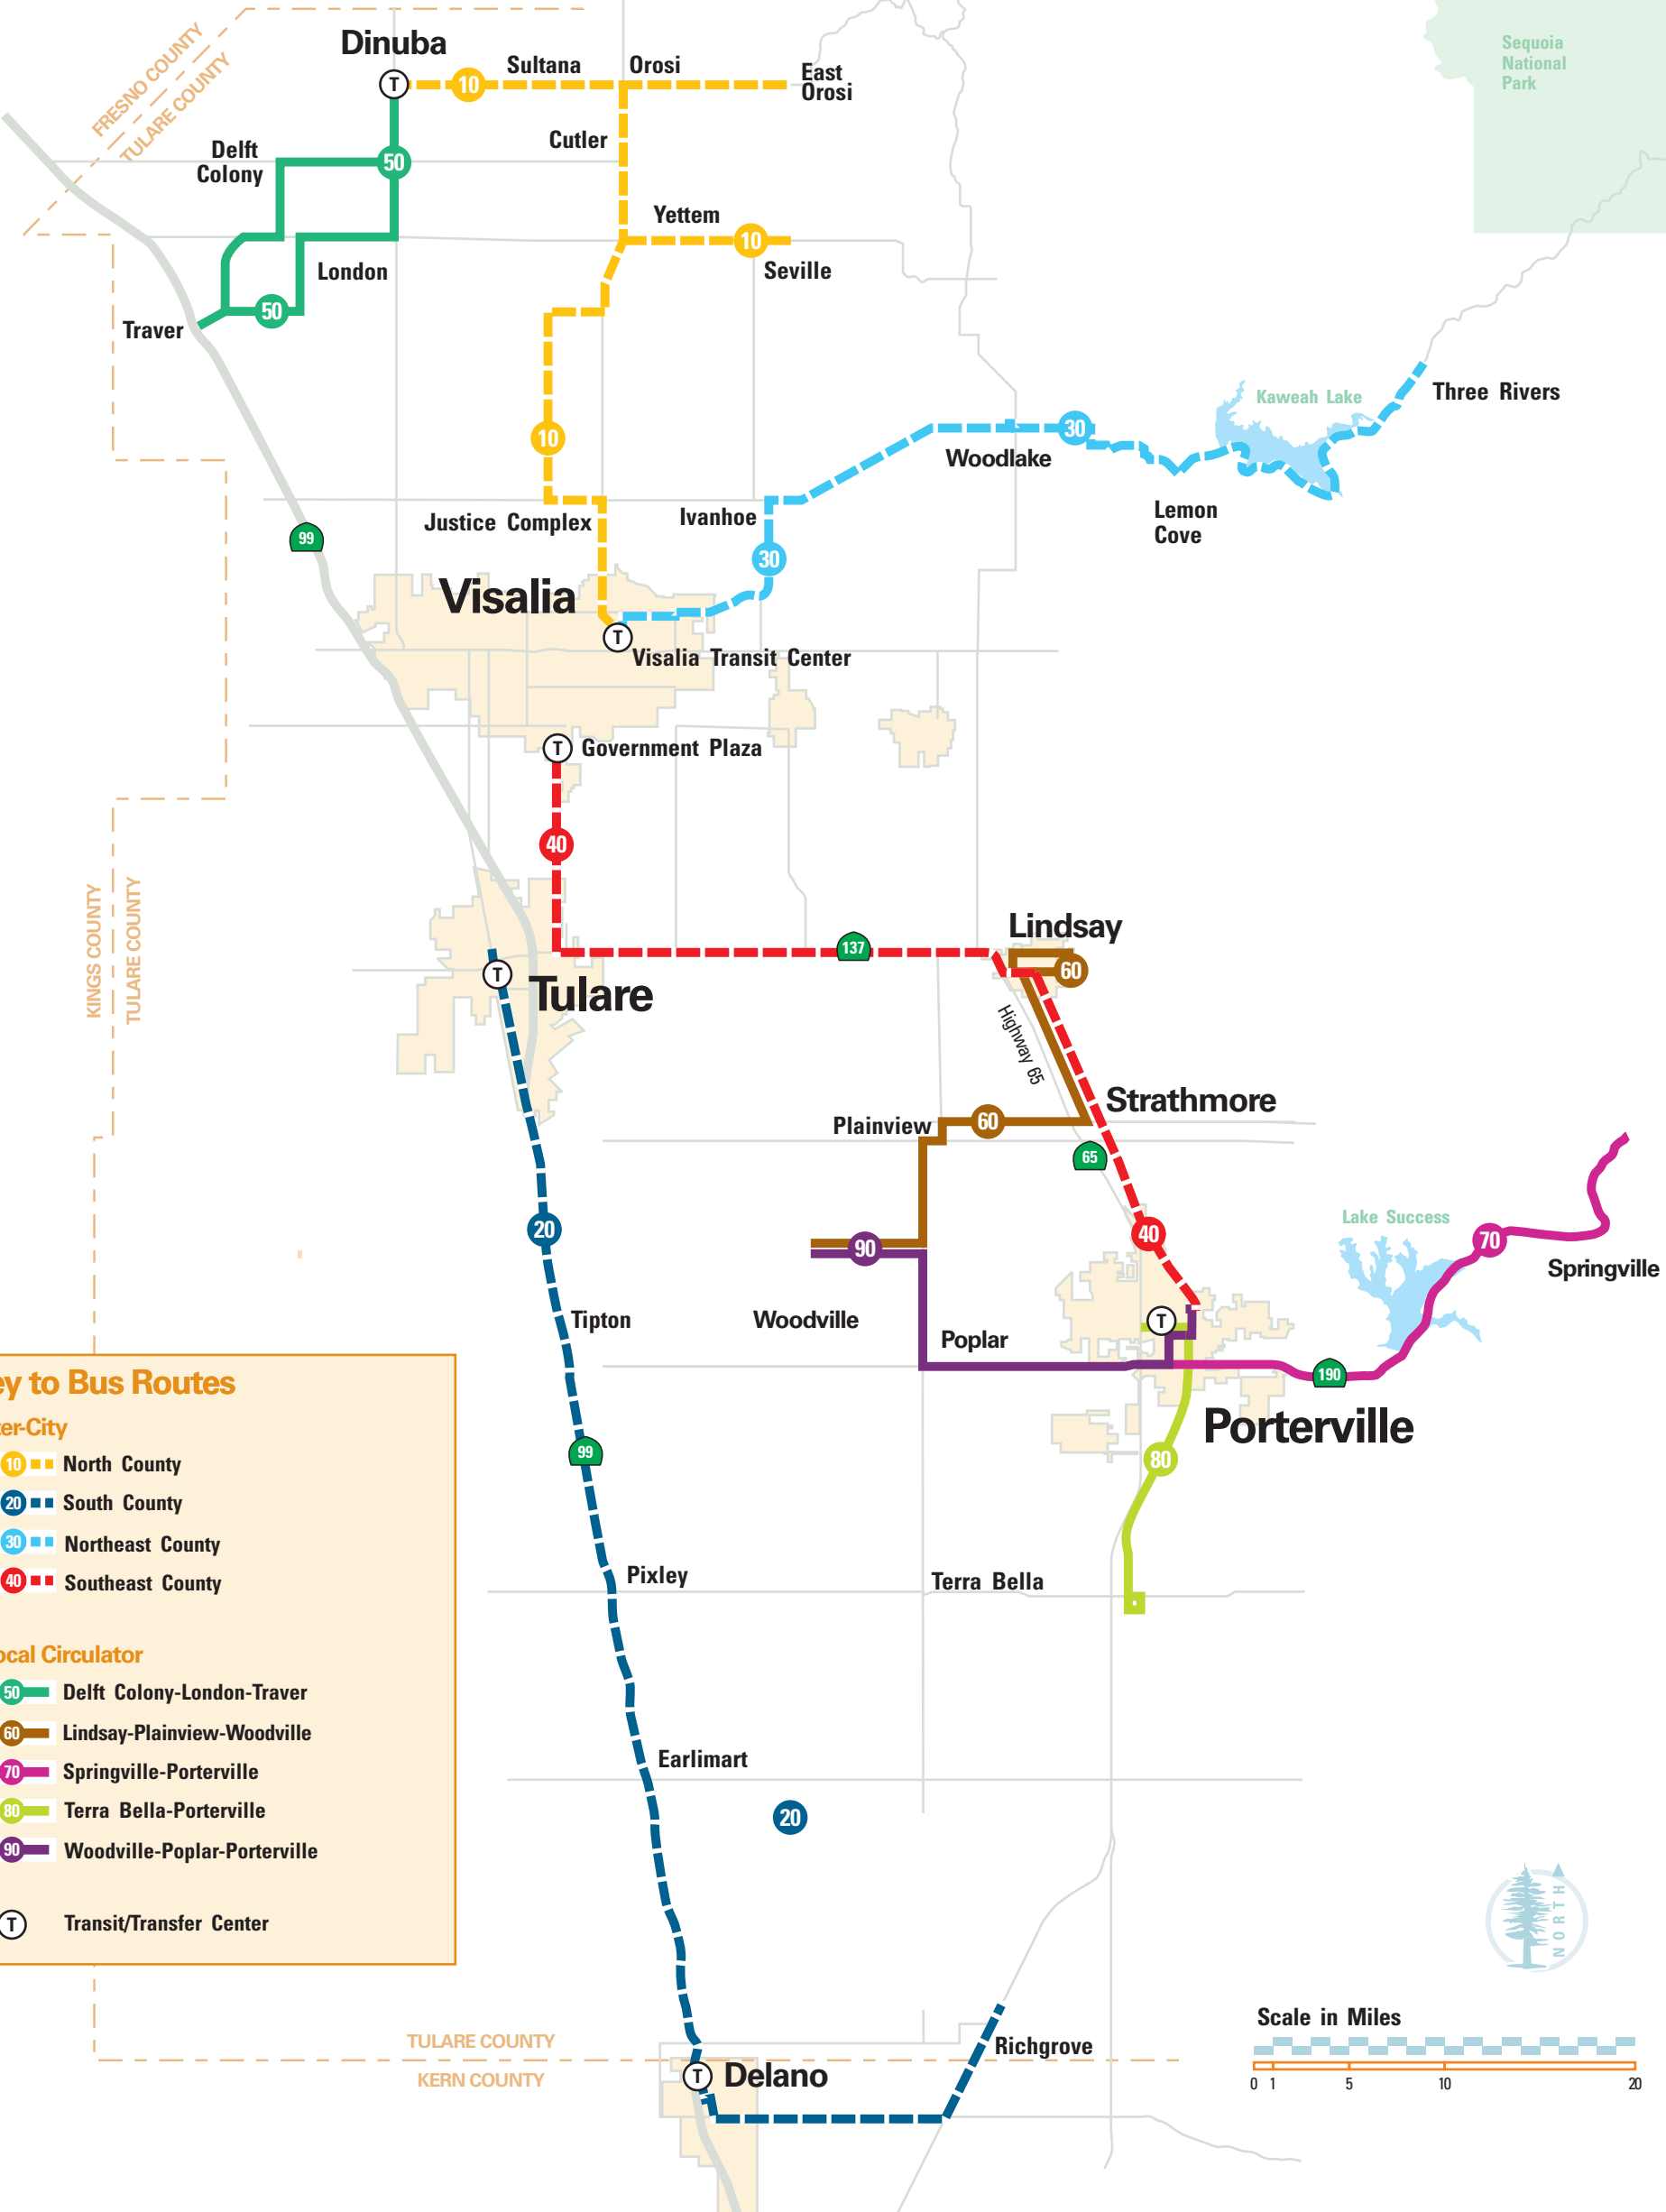 Sequoia
National
Park
FRESNO COUNTY
TULARE COUNTY
Dinuba
T
10
Sultana
Orosi
East
Orosi
Cutler
Delft
Colony
50
Yettem
10
Seville
London
50
Traver
Kaweah Lake
Three Rivers
10
30
Woodlake
Lemon
Cove
Justice Complex
Ivanhoe
99
30
Visalia
T
Visalia Transit Center
T
Government Plaza
40
KINGS COUNTY
TULARE COUNTY
Lindsay
137
60
T
Tulare
Highway 65
Strathmore
60
Plainview
65
Lake Success
20
90
40
70
Springville
Tipton
Woodville
T
Poplar
190
Porterville
99
80
Pixley
Terra Bella
Earlimart
20
ey to Bus Routes
er-City
10 North County
20 South County
30 Northeast County
40 Southeast County
ocal Circulator
50 Delft Colony-London-Traver
60 Lindsay-Plainview-Woodville
70 Springville-Porterville
80 Terra Bella-Porterville
90 Woodville-Poplar-Porterville
T Transit/Transfer Center
NORTH
Scale in Miles
0 1 5 10 20
TULARE COUNTY
KERN COUNTY
Richgrove
T
Delano